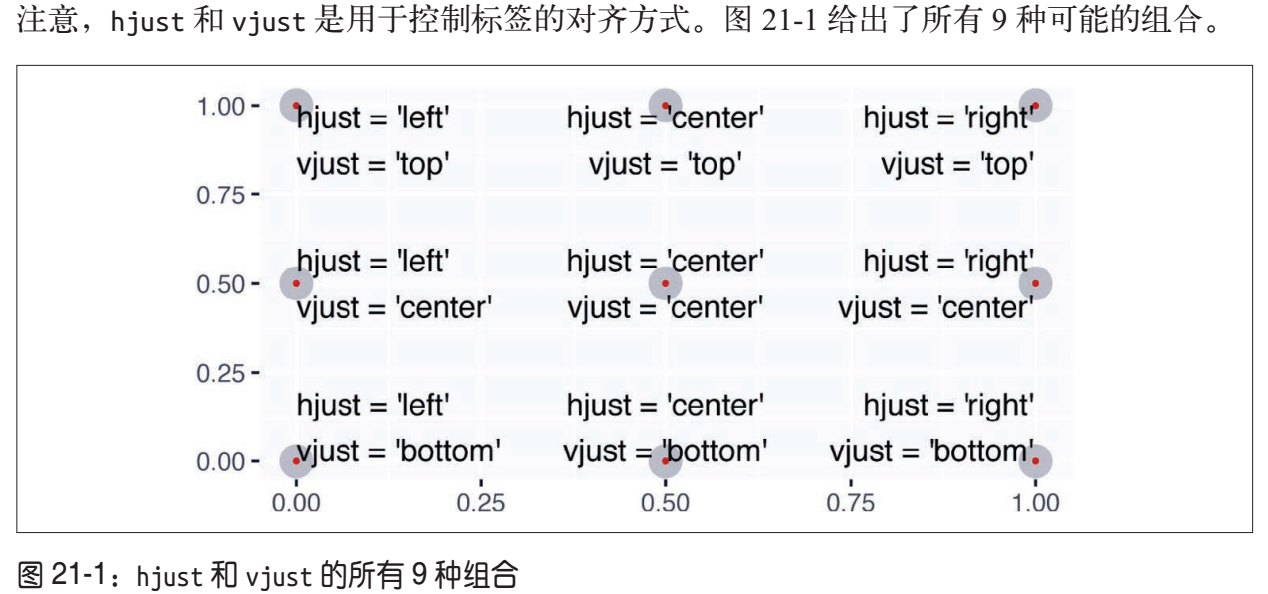 注意，hjust 和 vjust 是用于控制标签的对齐方式。图 21-1 给出了所有 9 种可能的组合。
1.00
hjust = 'left'
vjust = 'top'
hjust = 'center'
vjust = 'top'
hjust = 'right'
vjust = 'top'
0.75
0.50
hjust = 'left'
vjust = 'center'
hjust = 'center'
vjust = 'center'
hjust = 'right'
vjust = 'center'
0.25
0.00
hjust = 'left'
vjust = 'bottom'
hjust = 'center'
vjust = 'bottom'
hjust = 'right'
vjust = 'bottom'
0.00 0.25 0.50 0.75 1.00
图 21-1：hjust 和 vjust 的所有 9 种组合